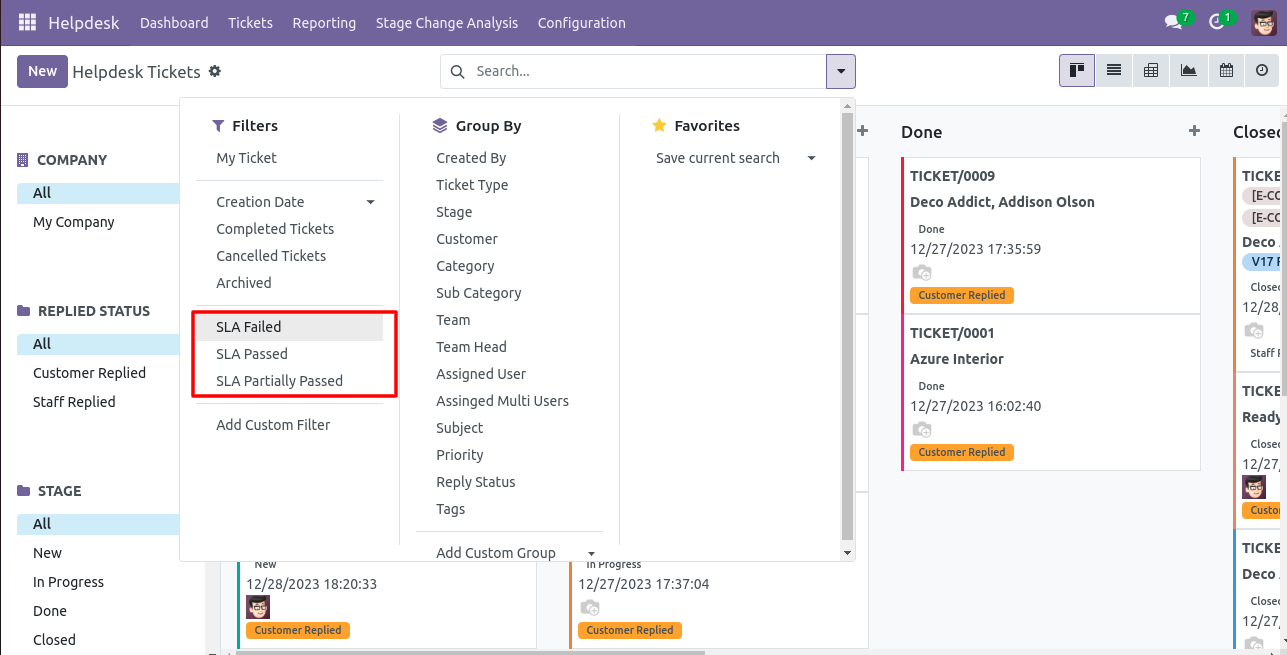 Helpdesk Dashboard Tickets Reporting Stage Change Analysis Configuration 7 1
New Helpdesk Tickets Search...
COMPANY
All
My Company
REPLIED STATUS
All
Customer Replied
Staff Replied
STAGE
All
New
In Progress
Done
Closed
Filters
My Ticket
Creation Date
Completed Tickets
Cancelled Tickets
Archived
SLA Failed
SLA Passed
SLA Partially Passed
Add Custom Filter
Group By
Created By
Ticket Type
Stage
Customer
Category
Sub Category
Team
Team Head
Assigned User
Assinged Multi Users
Subject
Priority
Reply Status
Tags
Add Custom Group
Favorites
Save current search
New
12/28/2023 18:20:33
Customer Replied
In Progress
12/27/2023 17:37:04
Customer Replied
Done
TICKET/0009
Deco Addict, Addison Olson
Done
12/27/2023 17:35:59
Customer Replied
TICKET/0001
Azure Interior
Done
12/27/2023 16:02:40
Customer Replied
Closed
TICKE
[E-CO
[E-CO
Deco
V17 F
Closed
12/28,
Staff R
TICKE
Ready
Closed
12/27,
Custo
TICKE
Deco
Closed
12/27,